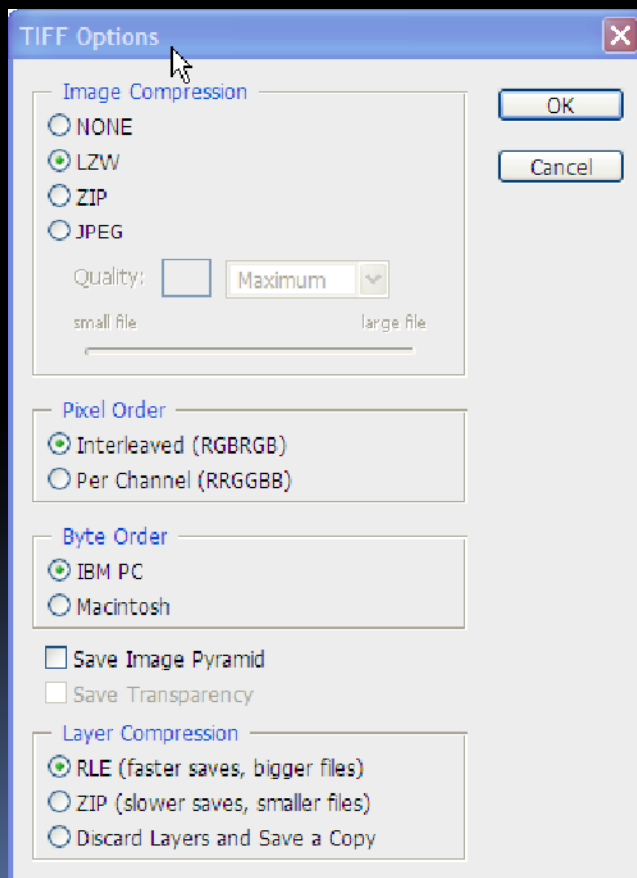 TIFF Options
Image Compression
NONE
LZW
ZIP
JPEG
Quality:
Maximum
small file
large file
OK
Cancel
Pixel Order
Interleaved (RGBRGB)
Per Channel (RRGGBB)
Byte Order
IBM PC
Macintosh
Save Image Pyramid
Save Transparency
Layer Compression
RLE (faster saves, bigger files)
ZIP (slower saves, smaller files)
Discard Layers and Save a Copy